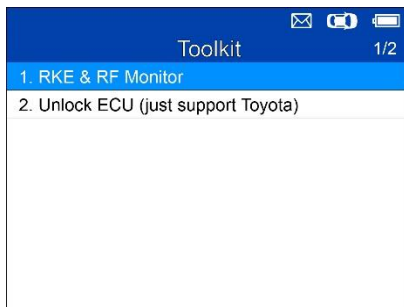 Toolkit 1/2
1. RKE & RF Monitor
2. Unlock ECU (just support Toyota)